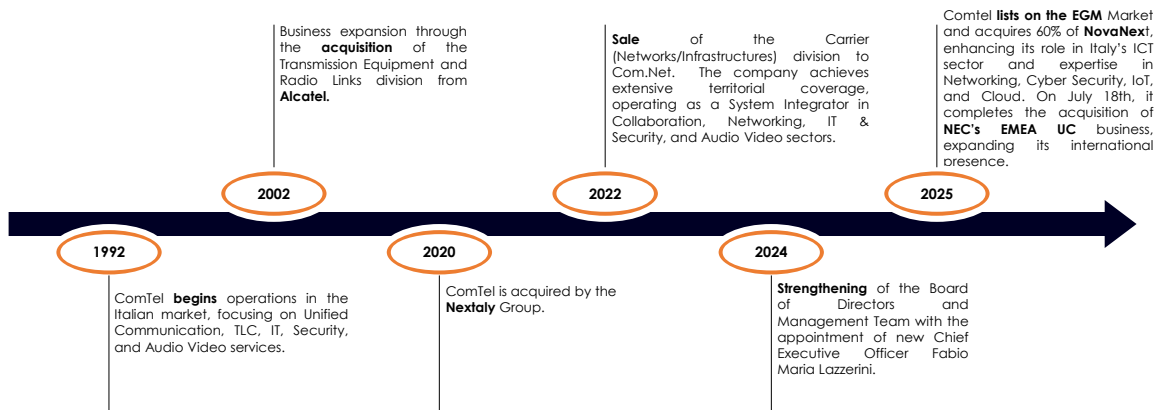 Business expansion through
the acquisition of the
Transmission Equipment and
Radio Links division from
Alcatel.
Sale of the Carrier
(Networks/Infrastructures) division to
Com.Net. The company achieves
extensive territorial coverage,
operating as a System Integrator in
Collaboration, Networking, IT &
Security, and Audio Video sectors.
Comtel lists on the EGM Market
and acquires 60% of NovaNext,
enhancing its role in Italy's ICT
sector and expertise in
Networking, Cyber Security, IoT,
and Cloud. On July 18th, it
completes the acquisition of
NEC's EMEA UC business,
expanding its international
presence.
2002
2022
2025
1992
2020
2024
ComTel begins operations in the
Italian market, focusing on Unified
Communication, TLC, IT, Security,
and Audio Video services.
ComTel is acquired by the
Nextaly Group.
Strengthening of the Board
of Directors and
Management Team with the
appointment of new Chief
Executive Officer Fabio
Maria Lazzerini.